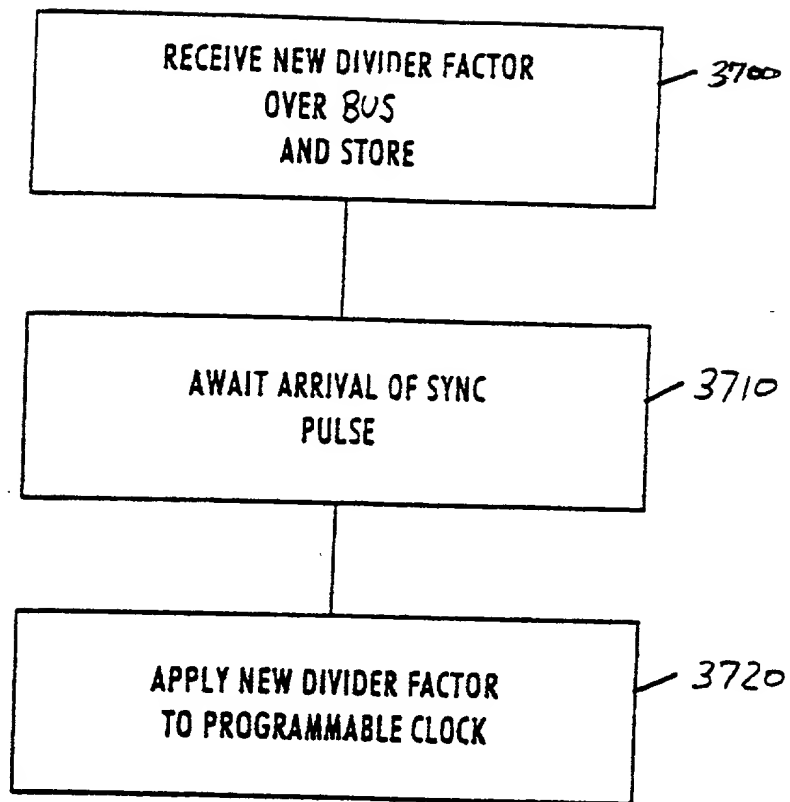 RECEIVE NEW DIVIDER FACTOR
OVER BUS
AND STORE
3700
AWAIT ARRIVAL OF SYNC
PULSE
3710
APPLY NEW DIVIDER FACTOR
TO PROGRAMMABLE CLOCK
3720